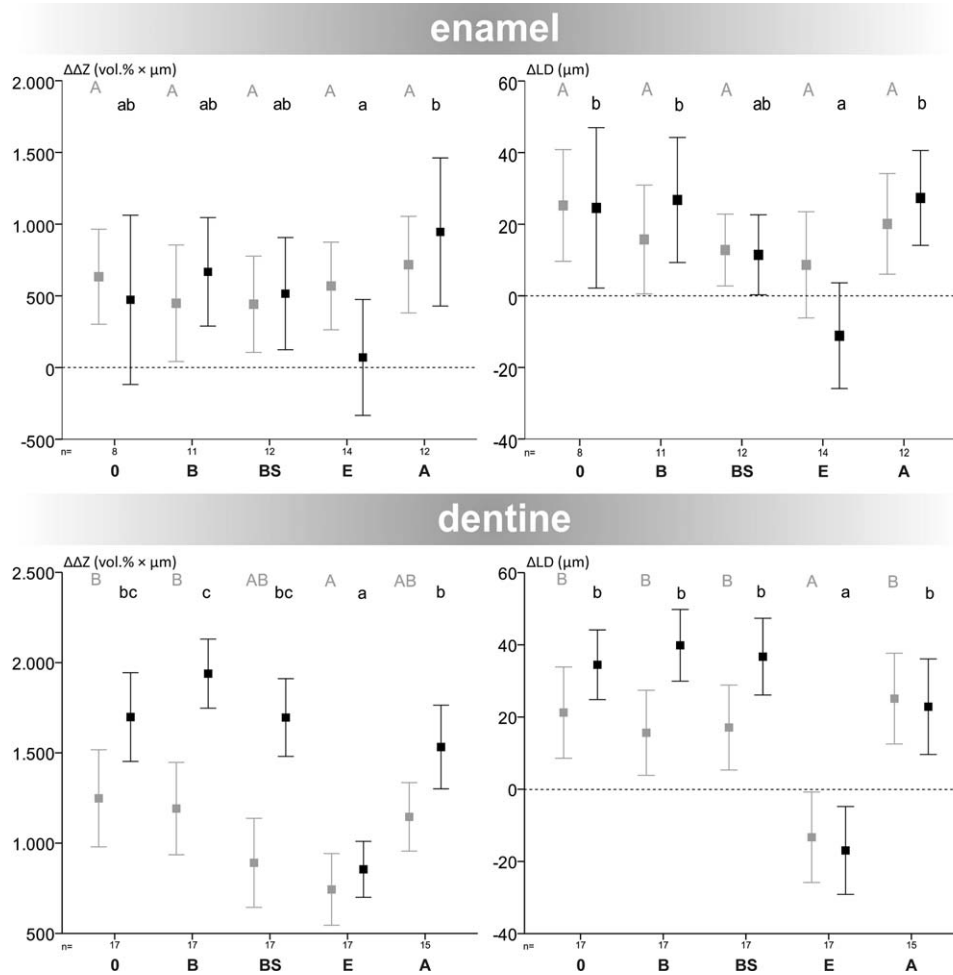 enamel
ΔΔZ (vol.% × µm)
2.000
1.500
1.000
500
0
-500
A A A A A
ab ab ab a b
n= 8 11 12 14 12
0 B BS E A
ΔLD (µm)
60
40
20
0
-20
-40
A A A A A
b b ab a b
n= 8 11 12 14 12
0 B BS E A
dentine
ΔΔZ (vol.% × µm)
2.500
2.000
1.500
1.000
500
B B AB A AB
bc c bc a b
n= 17 17 17 17 15
0 B BS E A
ΔLD (µm)
60
40
20
0
-20
-40
B B B A B
b b b a b
n= 17 17 17 17 15
0 B BS E A